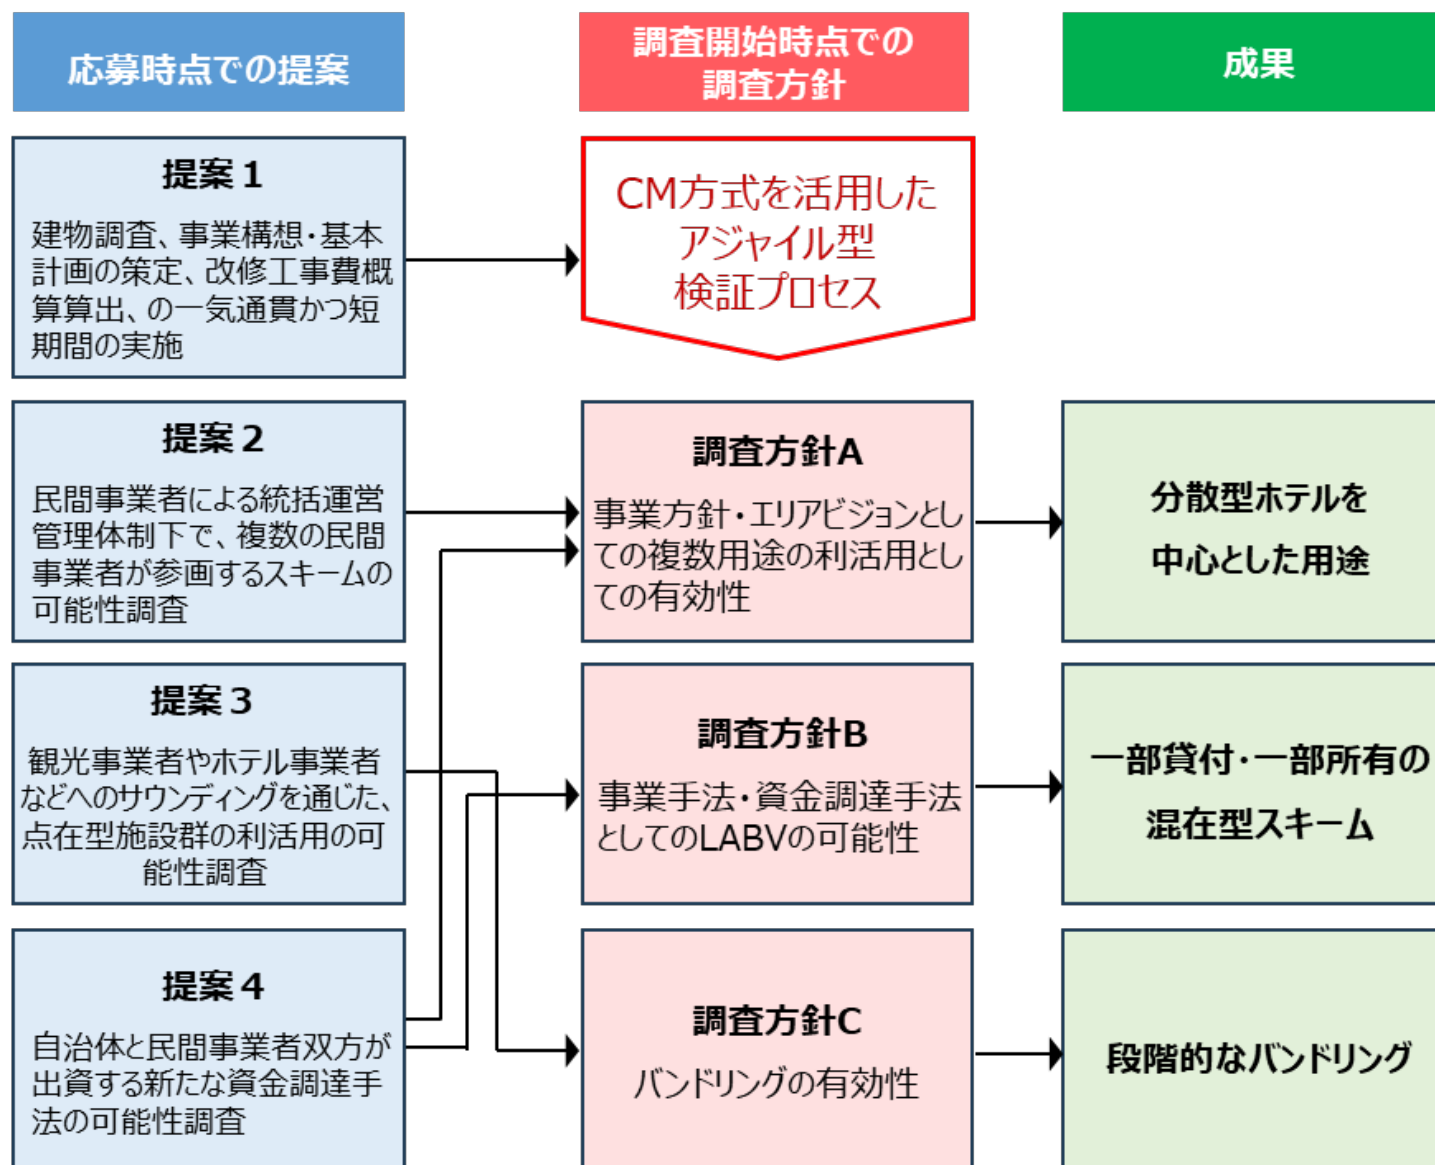 応募時点での提案
調査開始時点での
調査方針
成果
提案１
建物調査、事業構想・基本
計画の策定、改修工事費概
算算出、の一気通貫かつ短
期間の実施
CM方式を活用した
アジャイル型
検証プロセス
提案２
民間事業者による統括運営
管理体制下で、複数の民間
事業者が参画するスキームの
可能性調査
調査方針A
事業方針・エリアビジョンとし
ての複数用途の利活用とし
ての有効性
分散型ホテルを
中心とした用途
提案３
観光事業者やホテル事業者
などへのサウンディングを通じた、
点在型施設群の利活用の可
能性調査
調査方針B
事業手法・資金調達手法
としてのLABVの可能性
一部貸付・一部所有の
混在型スキーム
提案４
自治体と民間事業者双方が
出資する新たな資金調達手
法の可能性調査
調査方針C
バンドリングの有効性
段階的なバンドリング